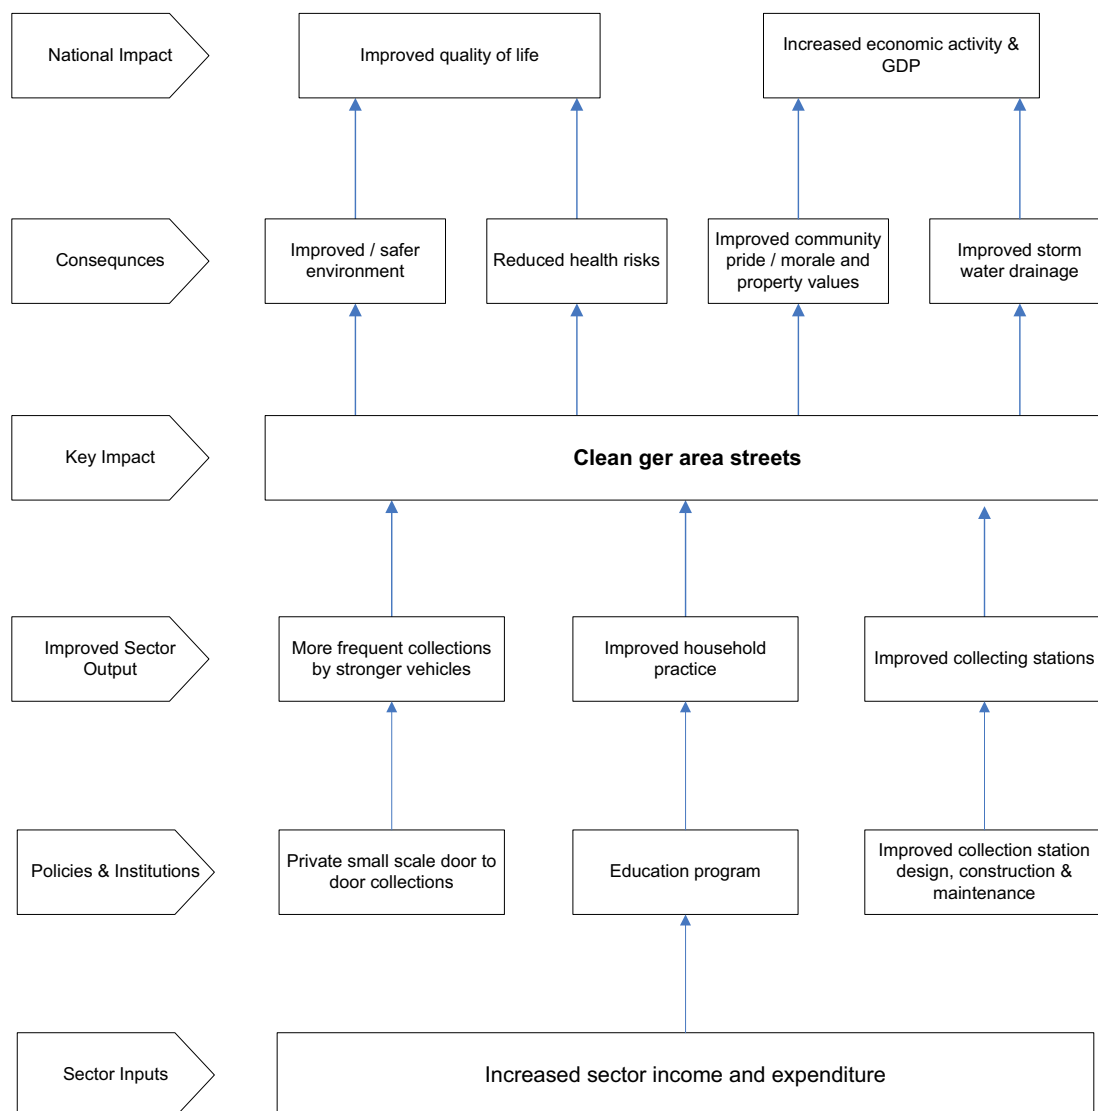 National Impact
Improved quality of life
Increased economic activity &
GDP
Consequnces
Improved / safer
environment
Reduced health risks
Improved community
pride / morale and
property values
Improved storm
water drainage
Key Impact
Clean ger area streets
Improved Sector
Output
More frequent collections
by stronger vehicles
Improved household
practice
Improved collecting stations
Policies & Institutions
Private small scale door to
door collections
Education program
Improved collection station
design, construction &
maintenance
Sector Inputs
Increased sector income and expenditure